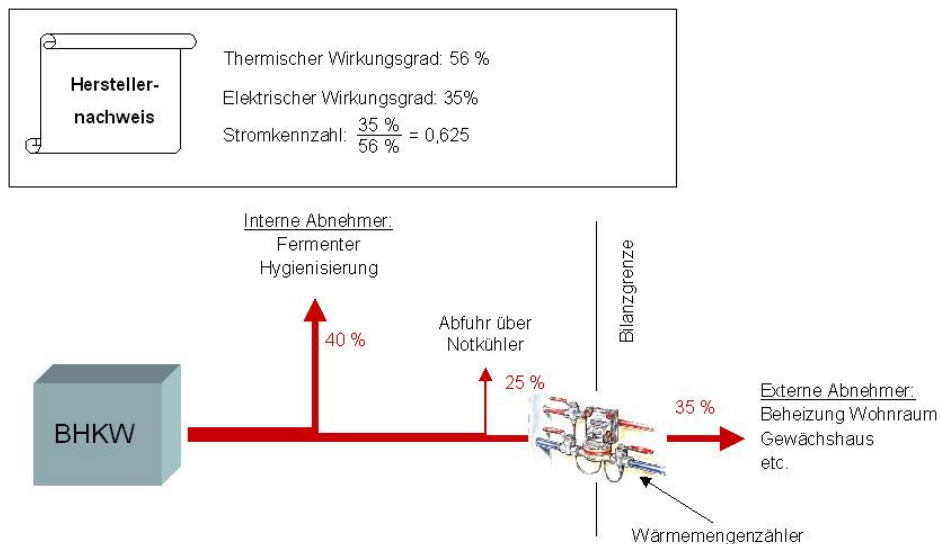 Hersteller-
nachweis
Thermischer Wirkungsgrad: 56 %
Elektrischer Wirkungsgrad: 35%
Stromkennzahl: 35 % / 56 % = 0,625
Interne Abnehmer:
Fermenter
Hygienisierung
40 %
Abfuhr über
Notkühler
25 %
Bilanzgrenze
35 %
Externe Abnehmer:
Beheizung Wohnraum
Gewächshaus
etc.
BHKW
Wärmemengenzähler